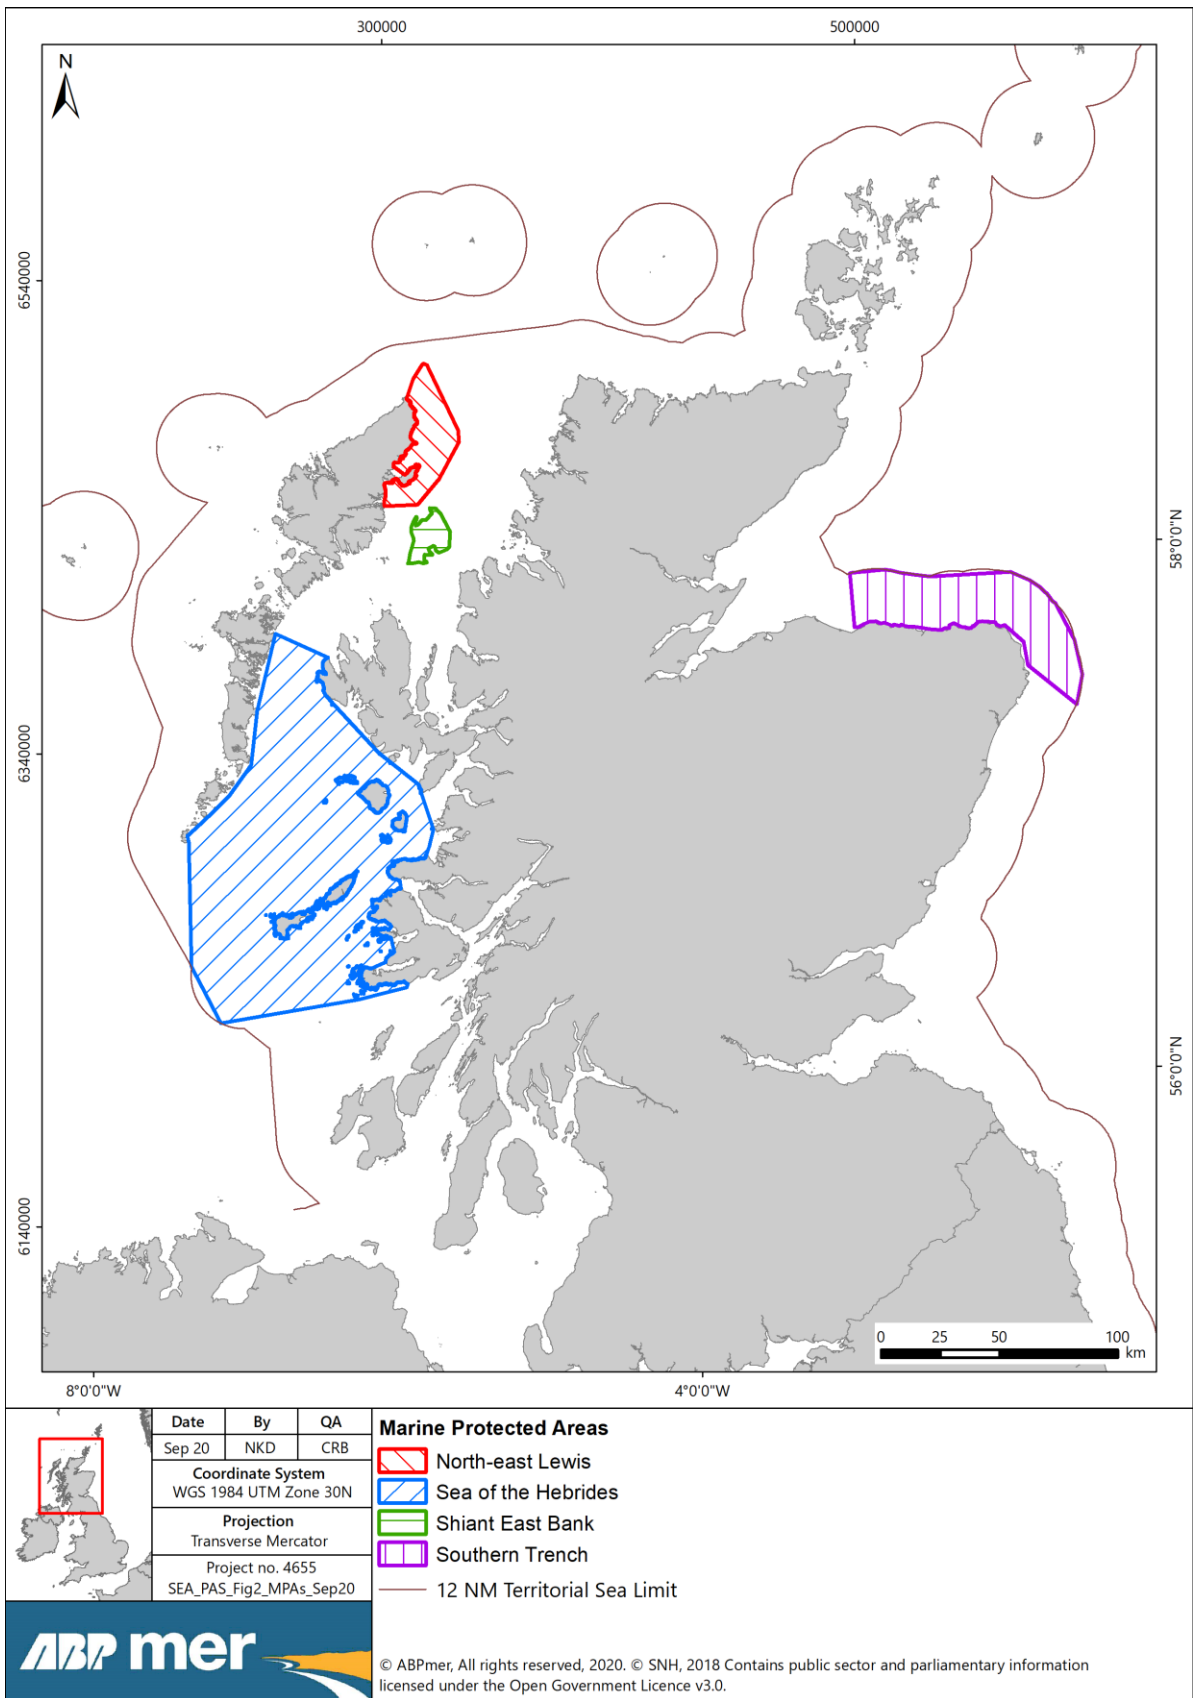 300000
500000
N
6540000
58°0'0"N
6340000
56°0'0"N
6140000
0
25
50
100
km
8°0'0"W
4°0'0"W
Date
By
QA
Sep 20
NKD
CRB
Coordinate System
WGS 1984 UTM Zone 30N
Projection
Transverse Mercator
Project no. 4655
SEA_PAS_Fig2_MPAs_Sep20
ABPmer
Marine Protected Areas
North-east Lewis
Sea of the Hebrides
Shiant East Bank
Southern Trench
12 NM Territorial Sea Limit
© ABPmer, All rights reserved, 2020. © SNH, 2018 Contains public sector and parliamentary information
licensed under the Open Government Licence v3.0.